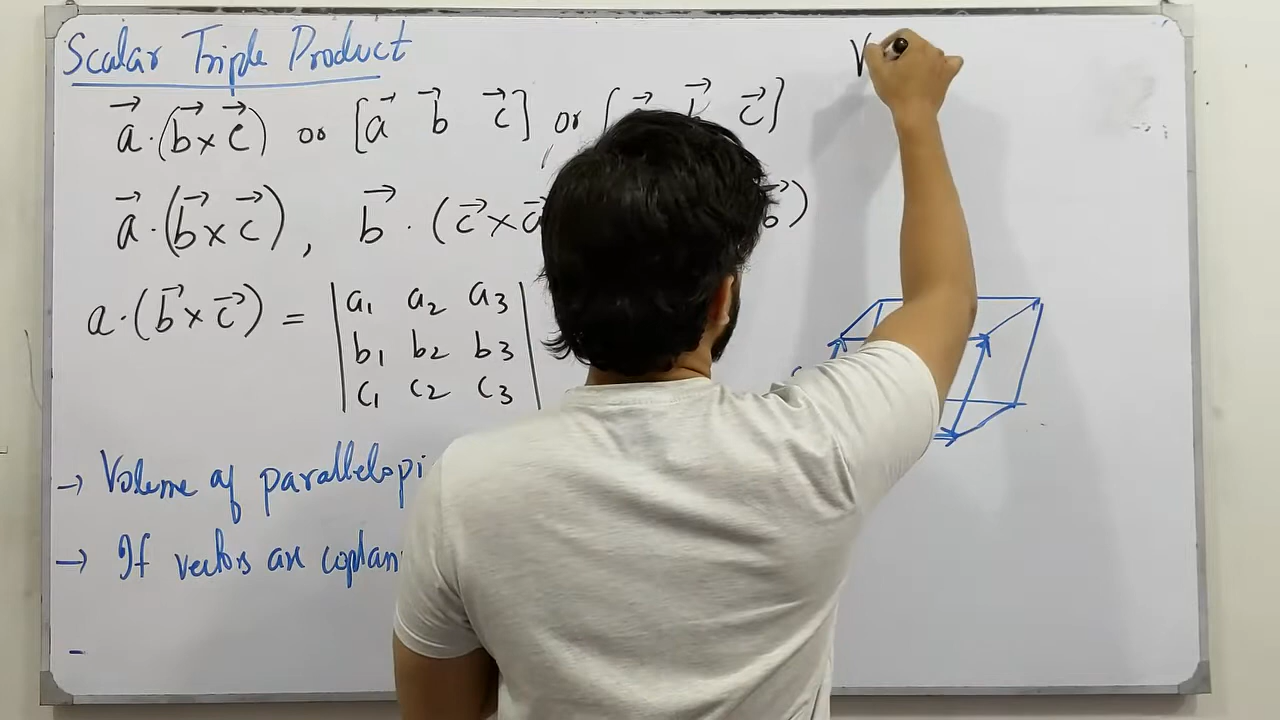 Scalar Triple Product
V
a⃗·(b⃗×c⃗) or [a⃗ b⃗ c⃗] or [a⃗ b⃗ c⃗]
a⃗·(b⃗×c⃗), b⃗·(c⃗×a⃗ b⃗)
a·(b⃗×c⃗) = |a₁ a₂ a₃|
|b₁ b₂ b₃|
|c₁ c₂ c₃|
→ Volume of parallelopi
→ If vectors are coplan
-